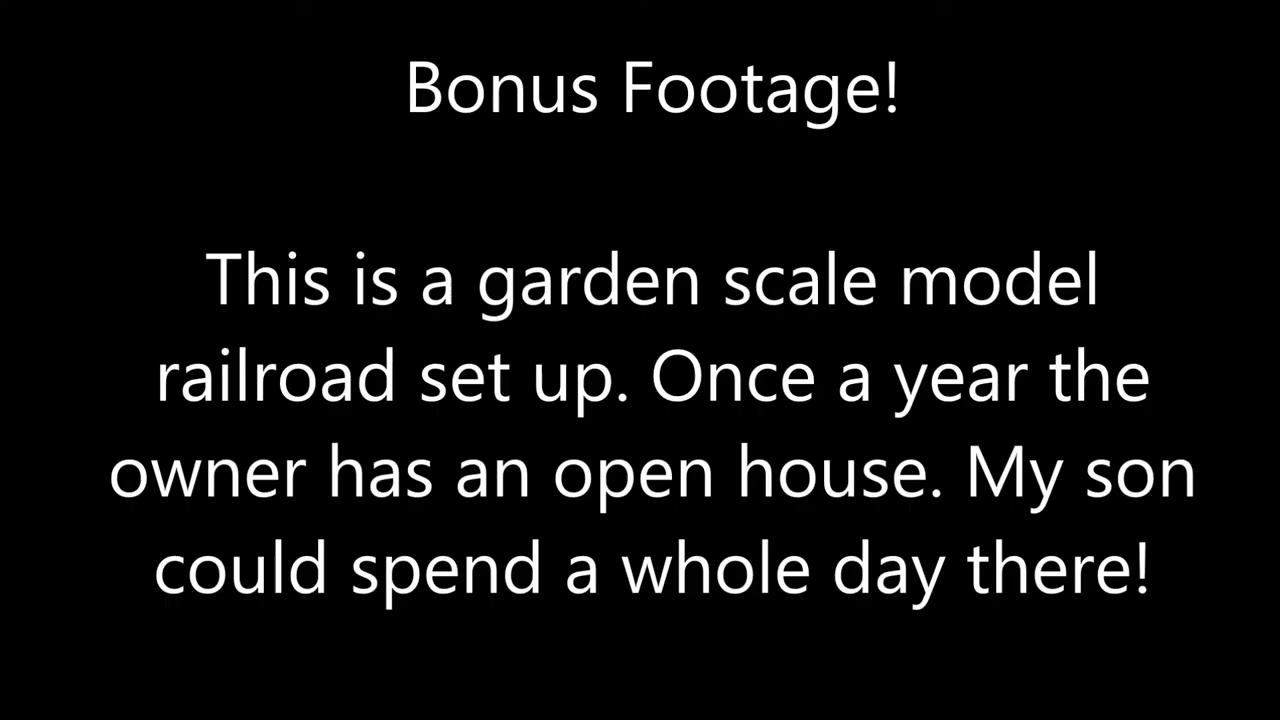 Bonus Footage!
This is a garden scale model
railroad set up. Once a year the
owner has an open house. My son
could spend a whole day there!